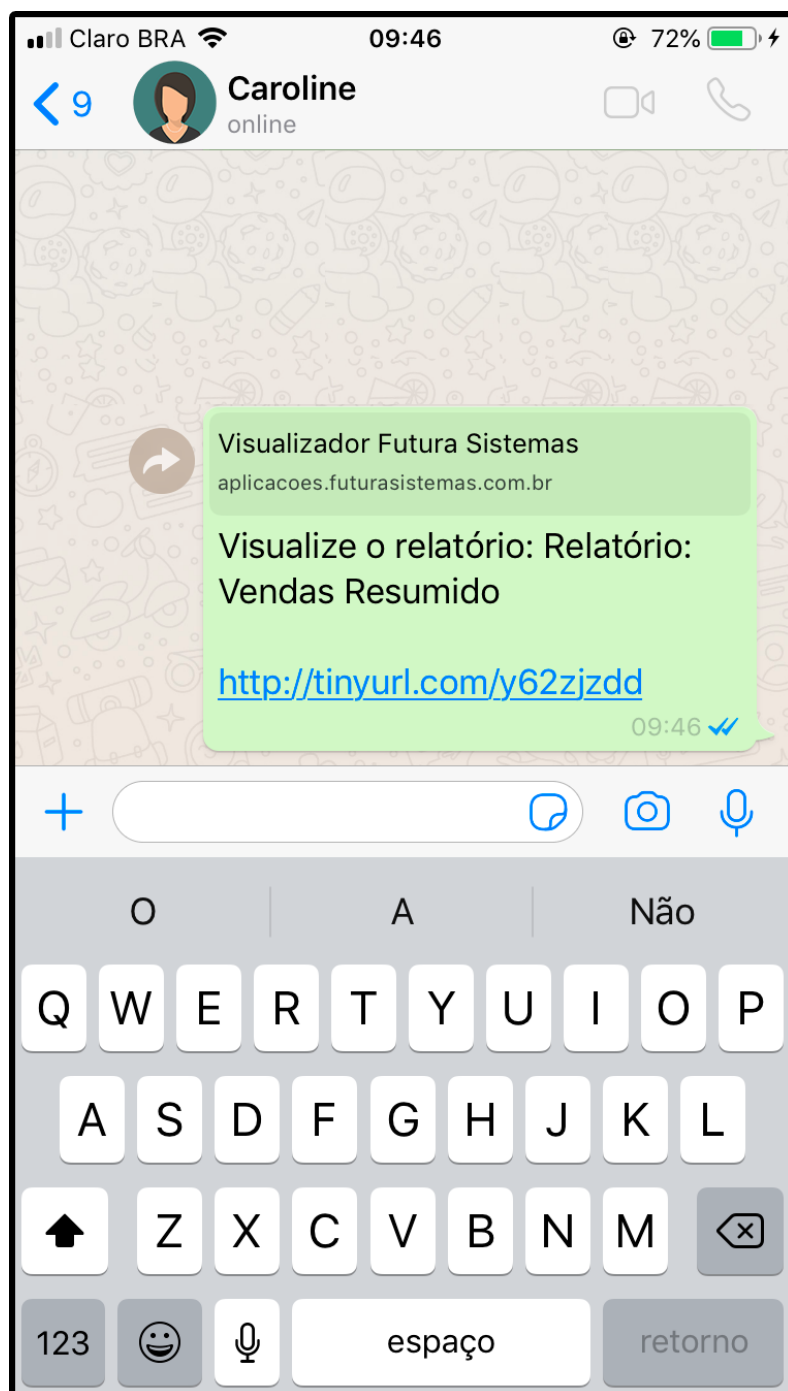 Claro BRA 09:46 72%
9 Caroline
online
Visualizador Futura Sistemas
aplicacoes.futurasistemas.com.br
Visualize o relatório: Relatório:
Vendas Resumido
http://tinyurl.com/y62zjzdd
09:46
O A Não
Q W E R T Y U I O P
A S D F G H J K L
Z X C V B N M
123 espaço retorno